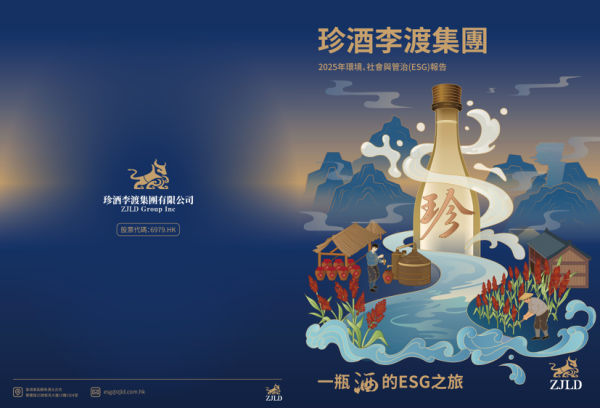 珍酒李渡集團
2025年環境、社會與管治(ESG)報告
珍
一瓶酒的ESG之旅
ZJLD
珍酒李渡集團有限公司
ZJLD Group Inc
股票代碼：6979.HK
esg@zjld.com.hk
ZJLD